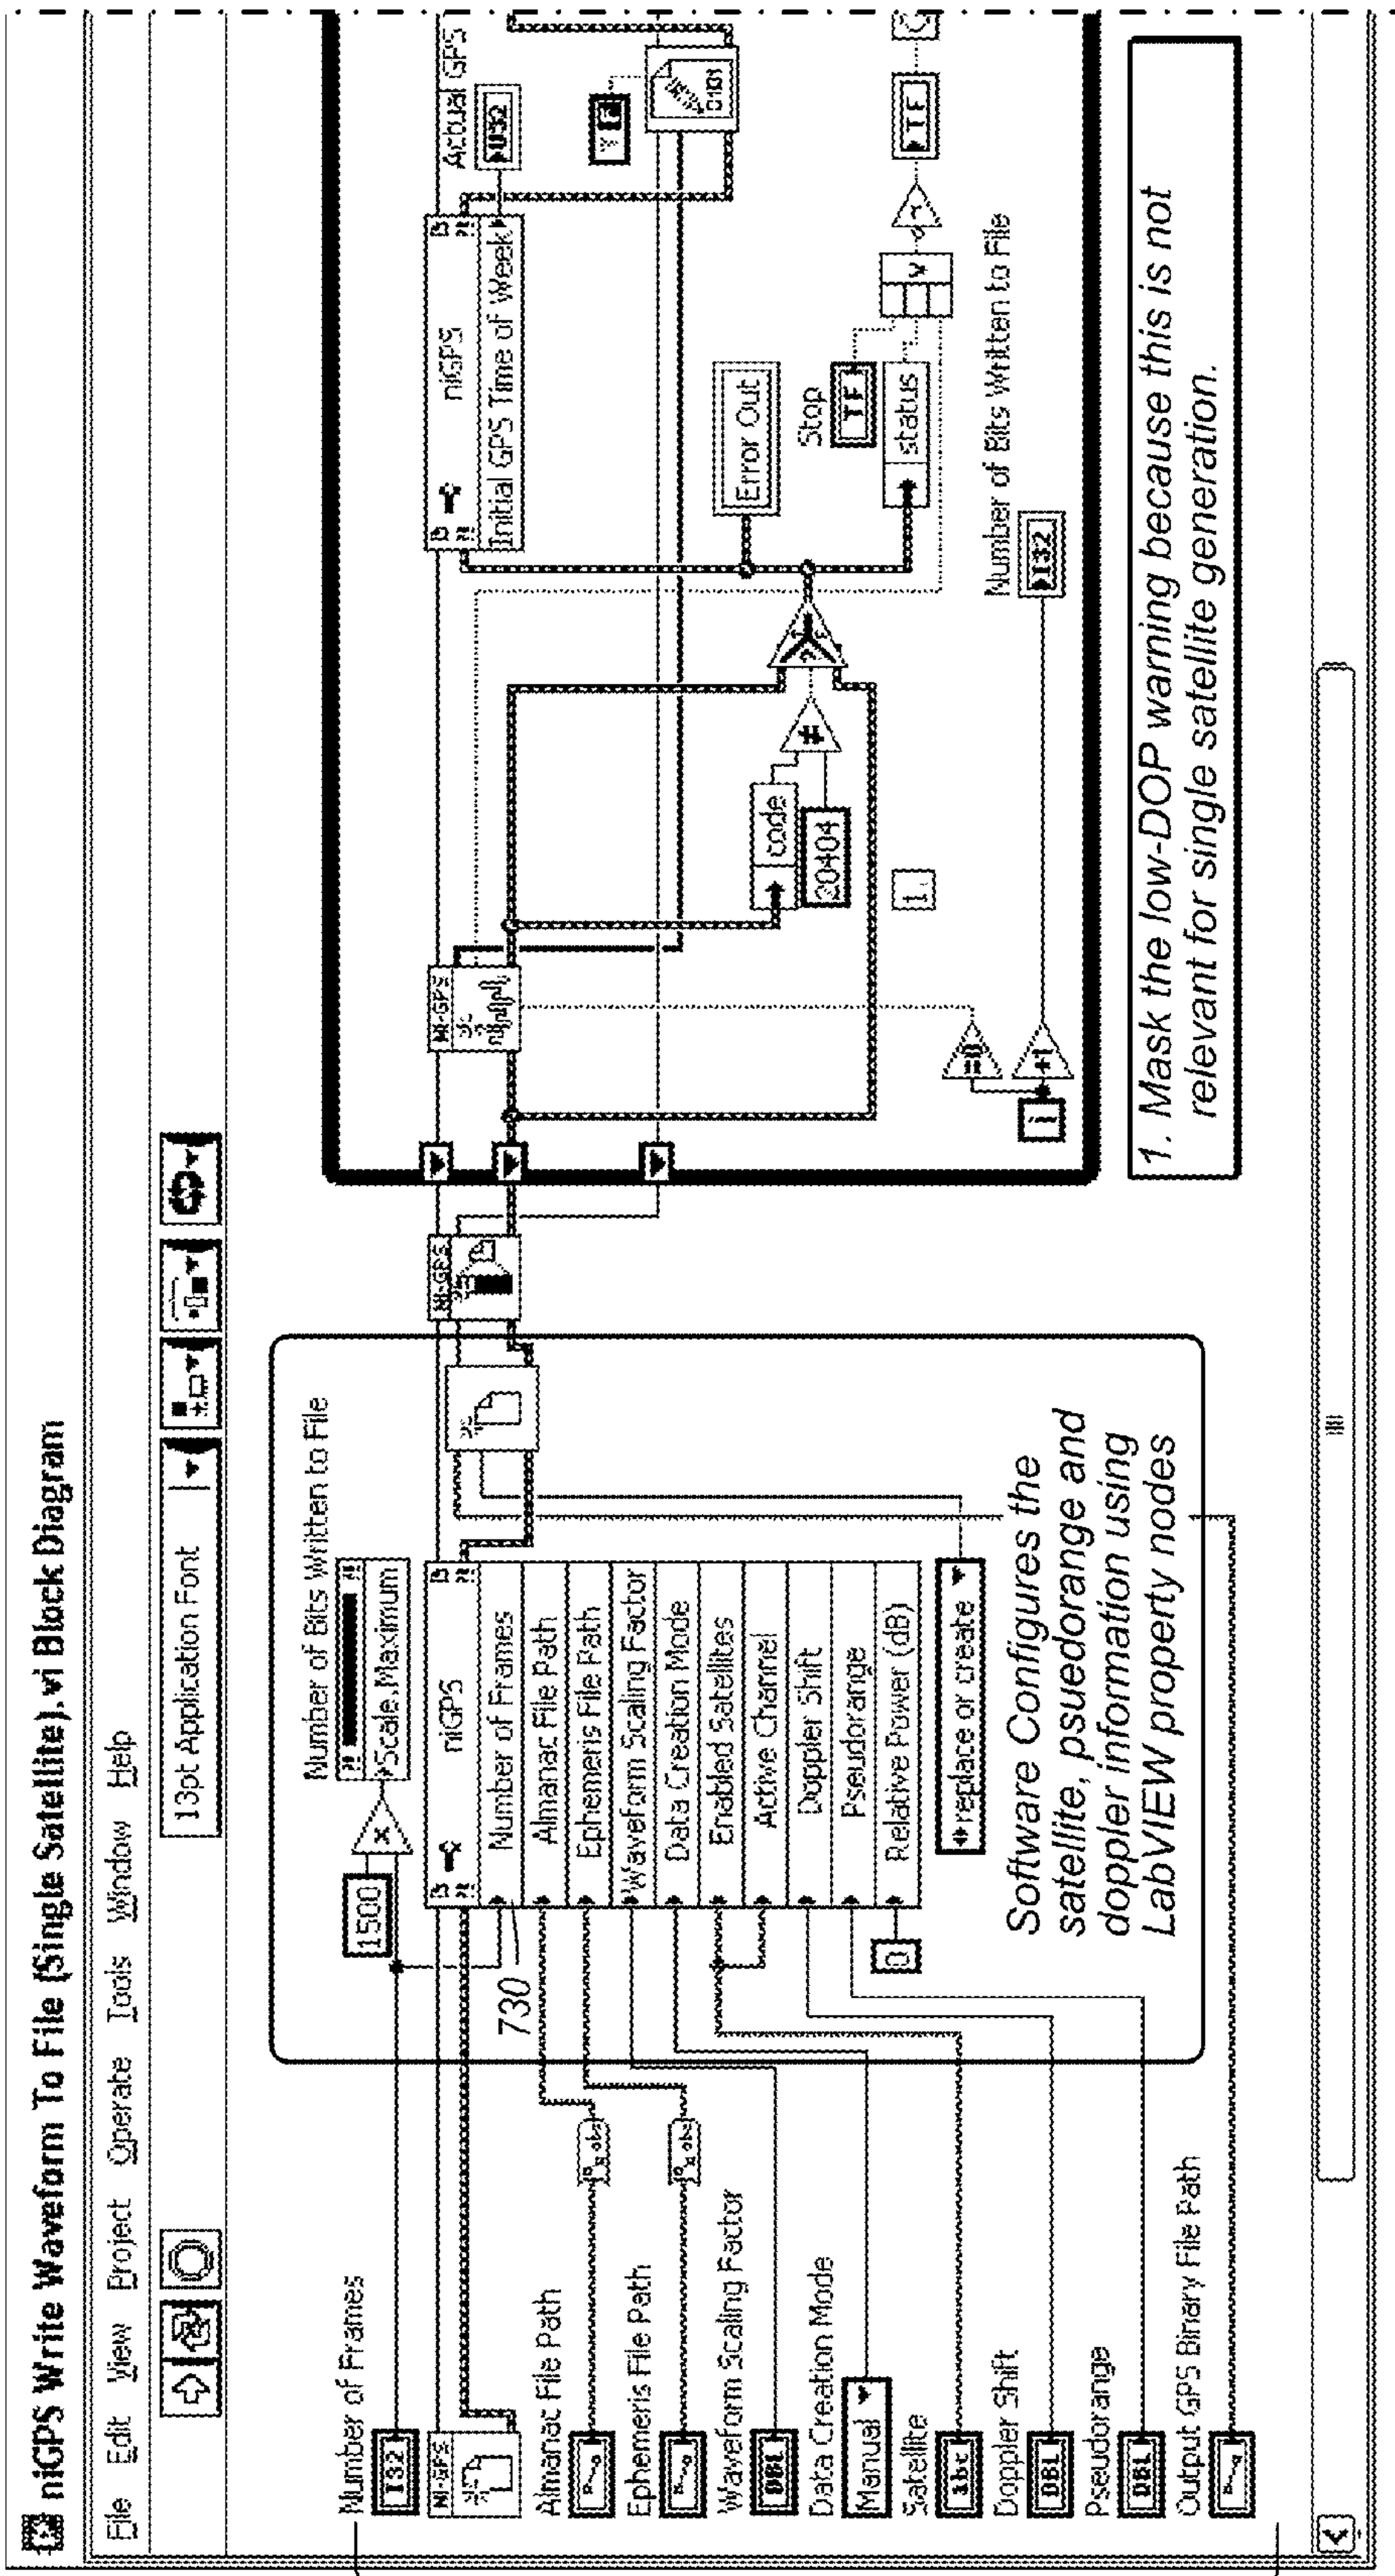 niGPS Write Waveform To File (Single Satellite).vi Block Diagram
File Edit View Project Operate Tools Window Help
13pt Application Font
Number of Frames
I32
NI-GPS
Almanac File Path
Ephemeris File Path
Waveform Scaling Factor
DBL
Data Creation Mode
Manual
Satellite
abc
Doppler Shift
DBL
Pseudorange
DBL
Output GPS Binary File Path
730
1500
x
Number of Bits Written to File
Scale.Maximum
niGPS
Number of Frames
Almanac File Path
Ephemeris File Path
Waveform Scaling Factor
Data Creation Mode
Enabled Satellites
Active Channel
Doppler Shift
Pseudorange
Relative Power (dB)
0
replace or create
Software Configures the
satellite, psuedorange and
doppler information using
LabVIEW property nodes
NI-GPS
NI-GPS
i
=0
+1
code
20404
1.
Error Out
Stop
TF
status
Number of Bits Written to File
I32
niGPS
Initial GPS Time of Week
Actual GPS
U32
0101
TF
1. Mask the low-DOP warning because this is not
relevant for single satellite generation.